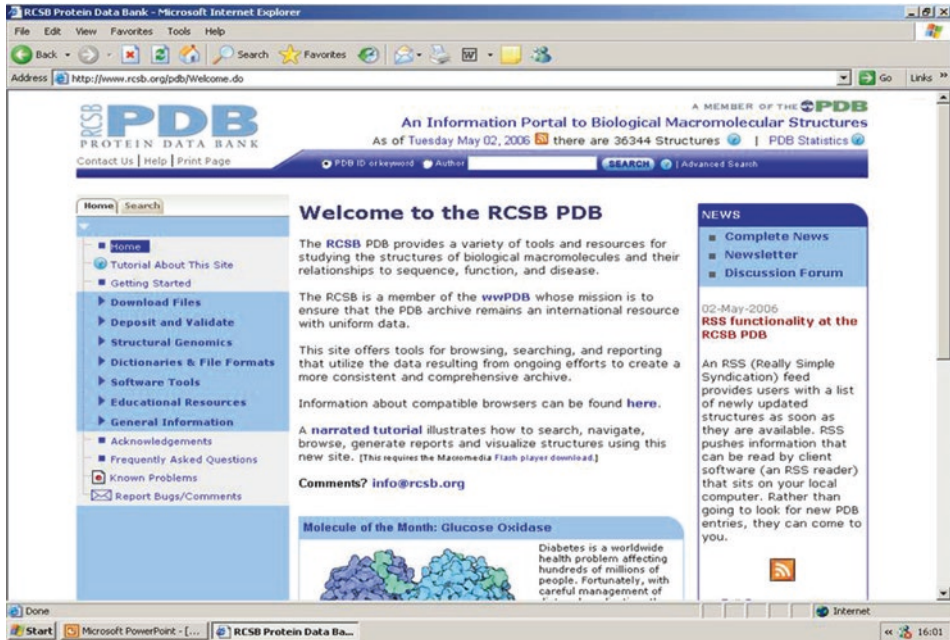 RCSB Protein Data Bank - Microsoft Internet Explorer
File Edit View Favorites Tools Help
Back Search Favorites
Address http://www.rcsb.org/pdb/Welcome.do Go Links »
RCSB PDB
PROTEIN DATA BANK
Contact Us | Help | Print Page
A MEMBER OF THE PDB
An Information Portal to Biological Macromolecular Structures
As of Tuesday May 02, 2006 there are 36344 Structures | PDB Statistics
PDB ID or keyword Author SEARCH | Advanced Search
Home Search
Home
Tutorial About This Site
Getting Started
Download Files
Deposit and Validate
Structural Genomics
Dictionaries & File Formats
Software Tools
Educational Resources
General Information
Acknowledgements
Frequently Asked Questions
Known Problems
Report Bugs/Comments
Welcome to the RCSB PDB
The RCSB PDB provides a variety of tools and resources for
studying the structures of biological macromolecules and their
relationships to sequence, function, and disease.
The RCSB is a member of the wwPDB whose mission is to
ensure that the PDB archive remains an international resource
with uniform data.
This site offers tools for browsing, searching, and reporting
that utilize the data resulting from ongoing efforts to create a
more consistent and comprehensive archive.
Information about compatible browsers can be found here.
A narrated tutorial illustrates how to search, navigate,
browse, generate reports and visualize structures using this
new site. [This requires the Macromedia Flash player download.]
Comments? info@rcsb.org
Molecule of the Month: Glucose Oxidase
Diabetes is a worldwide
health problem affecting
hundreds of millions of
people. Fortunately, with
careful management of
NEWS
Complete News
Newsletter
Discussion Forum
02-May-2006
RSS functionality at the
RCSB PDB
An RSS (Really Simple
Syndication) feed
provides users with a list
of newly updated
structures as soon as
they are available. RSS
pushes information that
can be read by client
software (an RSS reader)
that sits on your local
computer. Rather than
going to look for new PDB
entries, they can come to
you.
Done Internet
Start Microsoft PowerPoint - [... RCSB Protein Data Ba... « 16:01